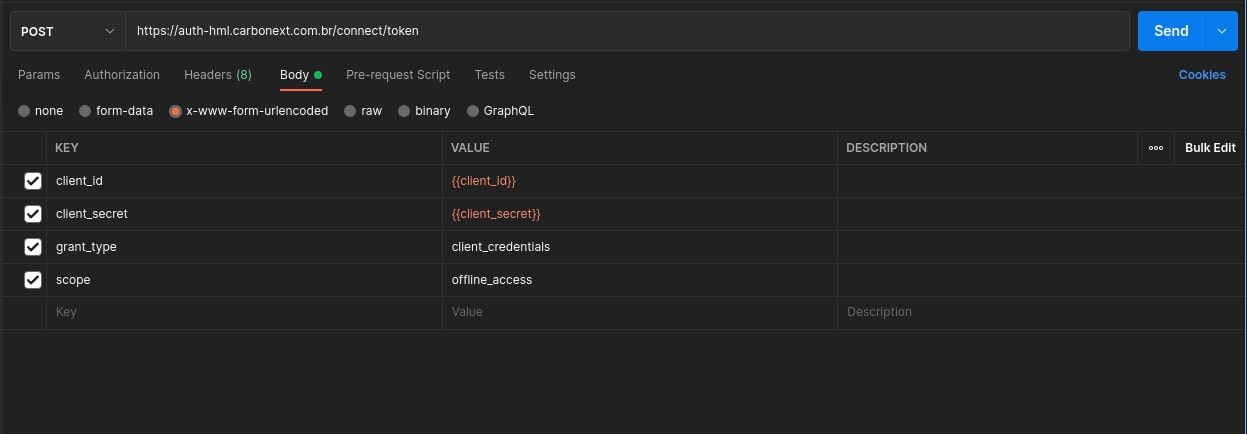 POST https://auth-hml.carbonext.com.br/connect/token Send
Params Authorization Headers (8) Body Pre-request Script Tests Settings Cookies
none form-data x-www-form-urlencoded raw binary GraphQL
KEY VALUE DESCRIPTION Bulk Edit
client_id {{client_id}}
client_secret {{client_secret}}
grant_type client_credentials
scope offline_access
Key Value Description